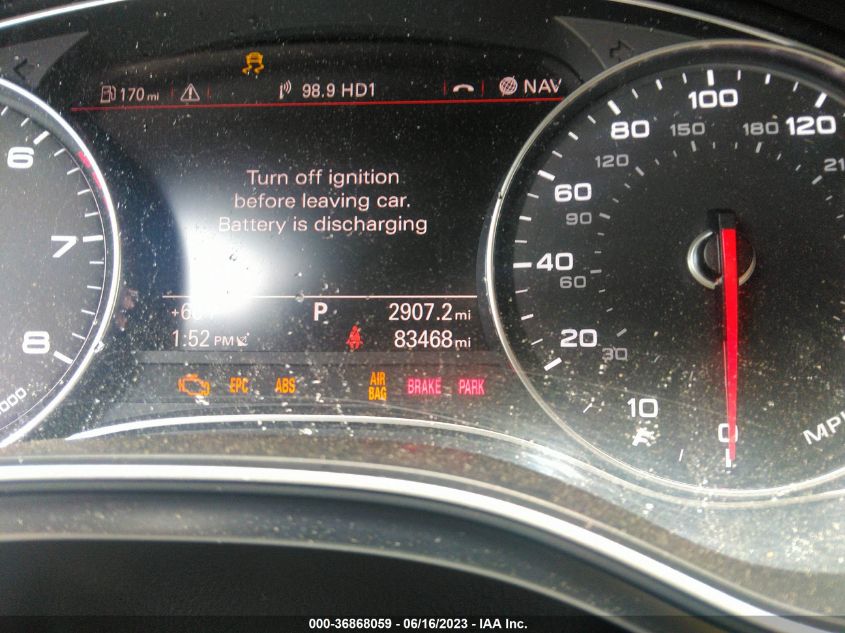 170 mi 98.9 HD1 NAV
Turn off ignition
before leaving car.
Battery is discharging
P 2907.2 mi
1:52 PM 83468 mi
EPC ABS AIR BAG BRAKE PARK
6
7
8
000
0
10
20
40
60
80
100
120
30
60
90
120
150
180
MPH
000-36868059 - 06/16/2023 - IAA Inc.